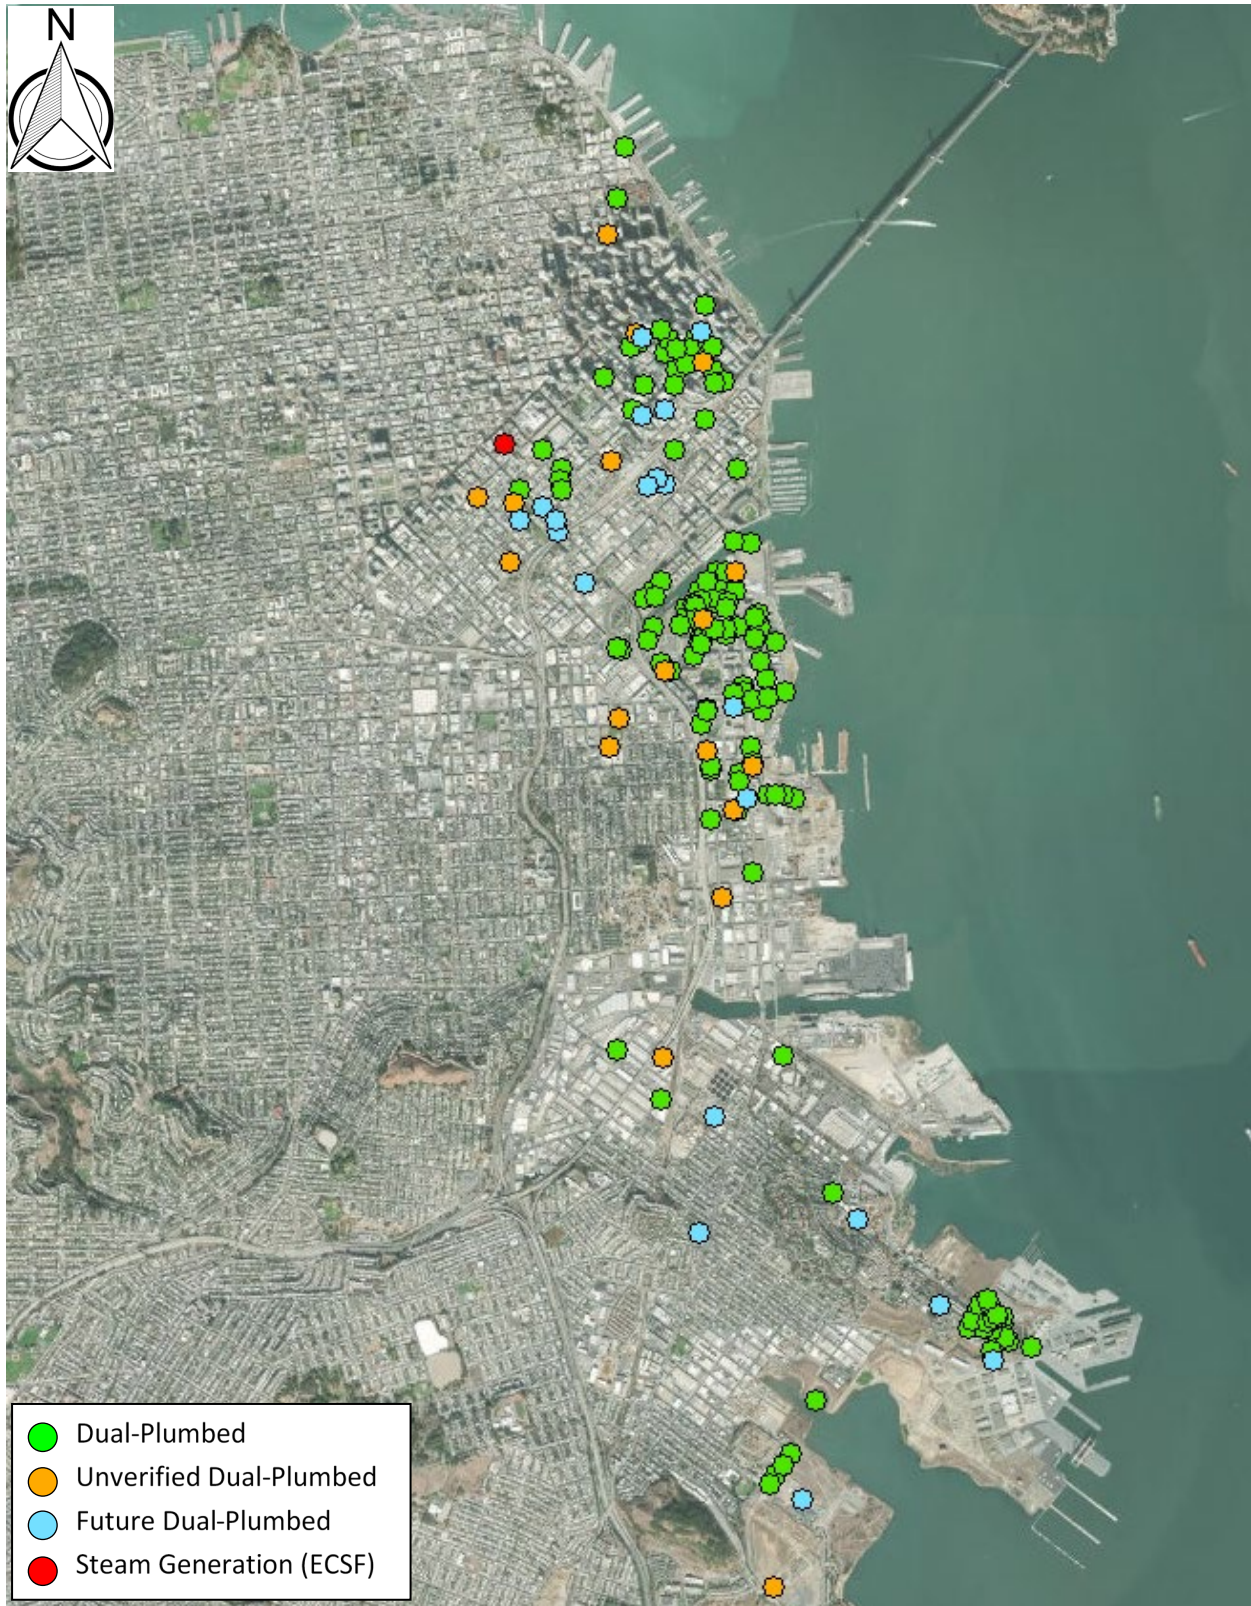 N
Dual-Plumbed
Unverified Dual-Plumbed
Future Dual-Plumbed
Steam Generation (ECSF)